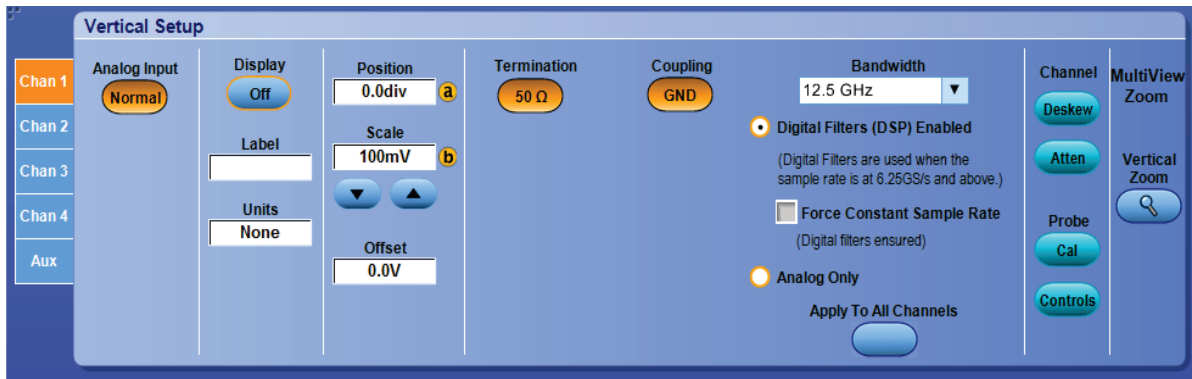 Vertical Setup
Chan 1
Chan 2
Chan 3
Chan 4
Aux
Analog Input
Normal
Display
Off
Label
Units
None
Position
0.0div
a
Scale
100mV
b
Offset
0.0V
Termination
50 Ω
Coupling
GND
Bandwidth
12.5 GHz
Digital Filters (DSP) Enabled
(Digital Filters are used when the
sample rate is at 6.25GS/s and above.)
Force Constant Sample Rate
(Digital filters ensured)
Analog Only
Apply To All Channels
Channel
Deskew
Atten
Probe
Cal
Controls
MultiView
Zoom
Vertical
Zoom